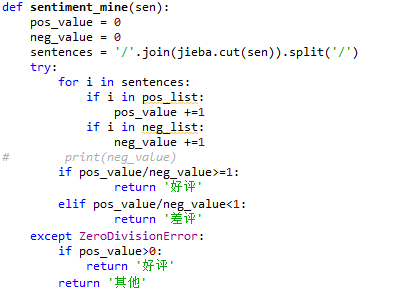 def sentiment_mine(sen):
    pos_value = 0
    neg_value = 0
    sentences = '/'.join(jieba.cut(sen)).split('/')
    try:
        for i in sentences:
            if i in pos_list:
                pos_value +=1
            if i in neg_list:
                neg_value +=1
#        print(neg_value)
        if pos_value/neg_value>=1:
                return '好评'
        elif pos_value/neg_value<1:
                return '差评'
    except ZeroDivisionError:
        if pos_value>0:
            return '好评'
        return '其他'